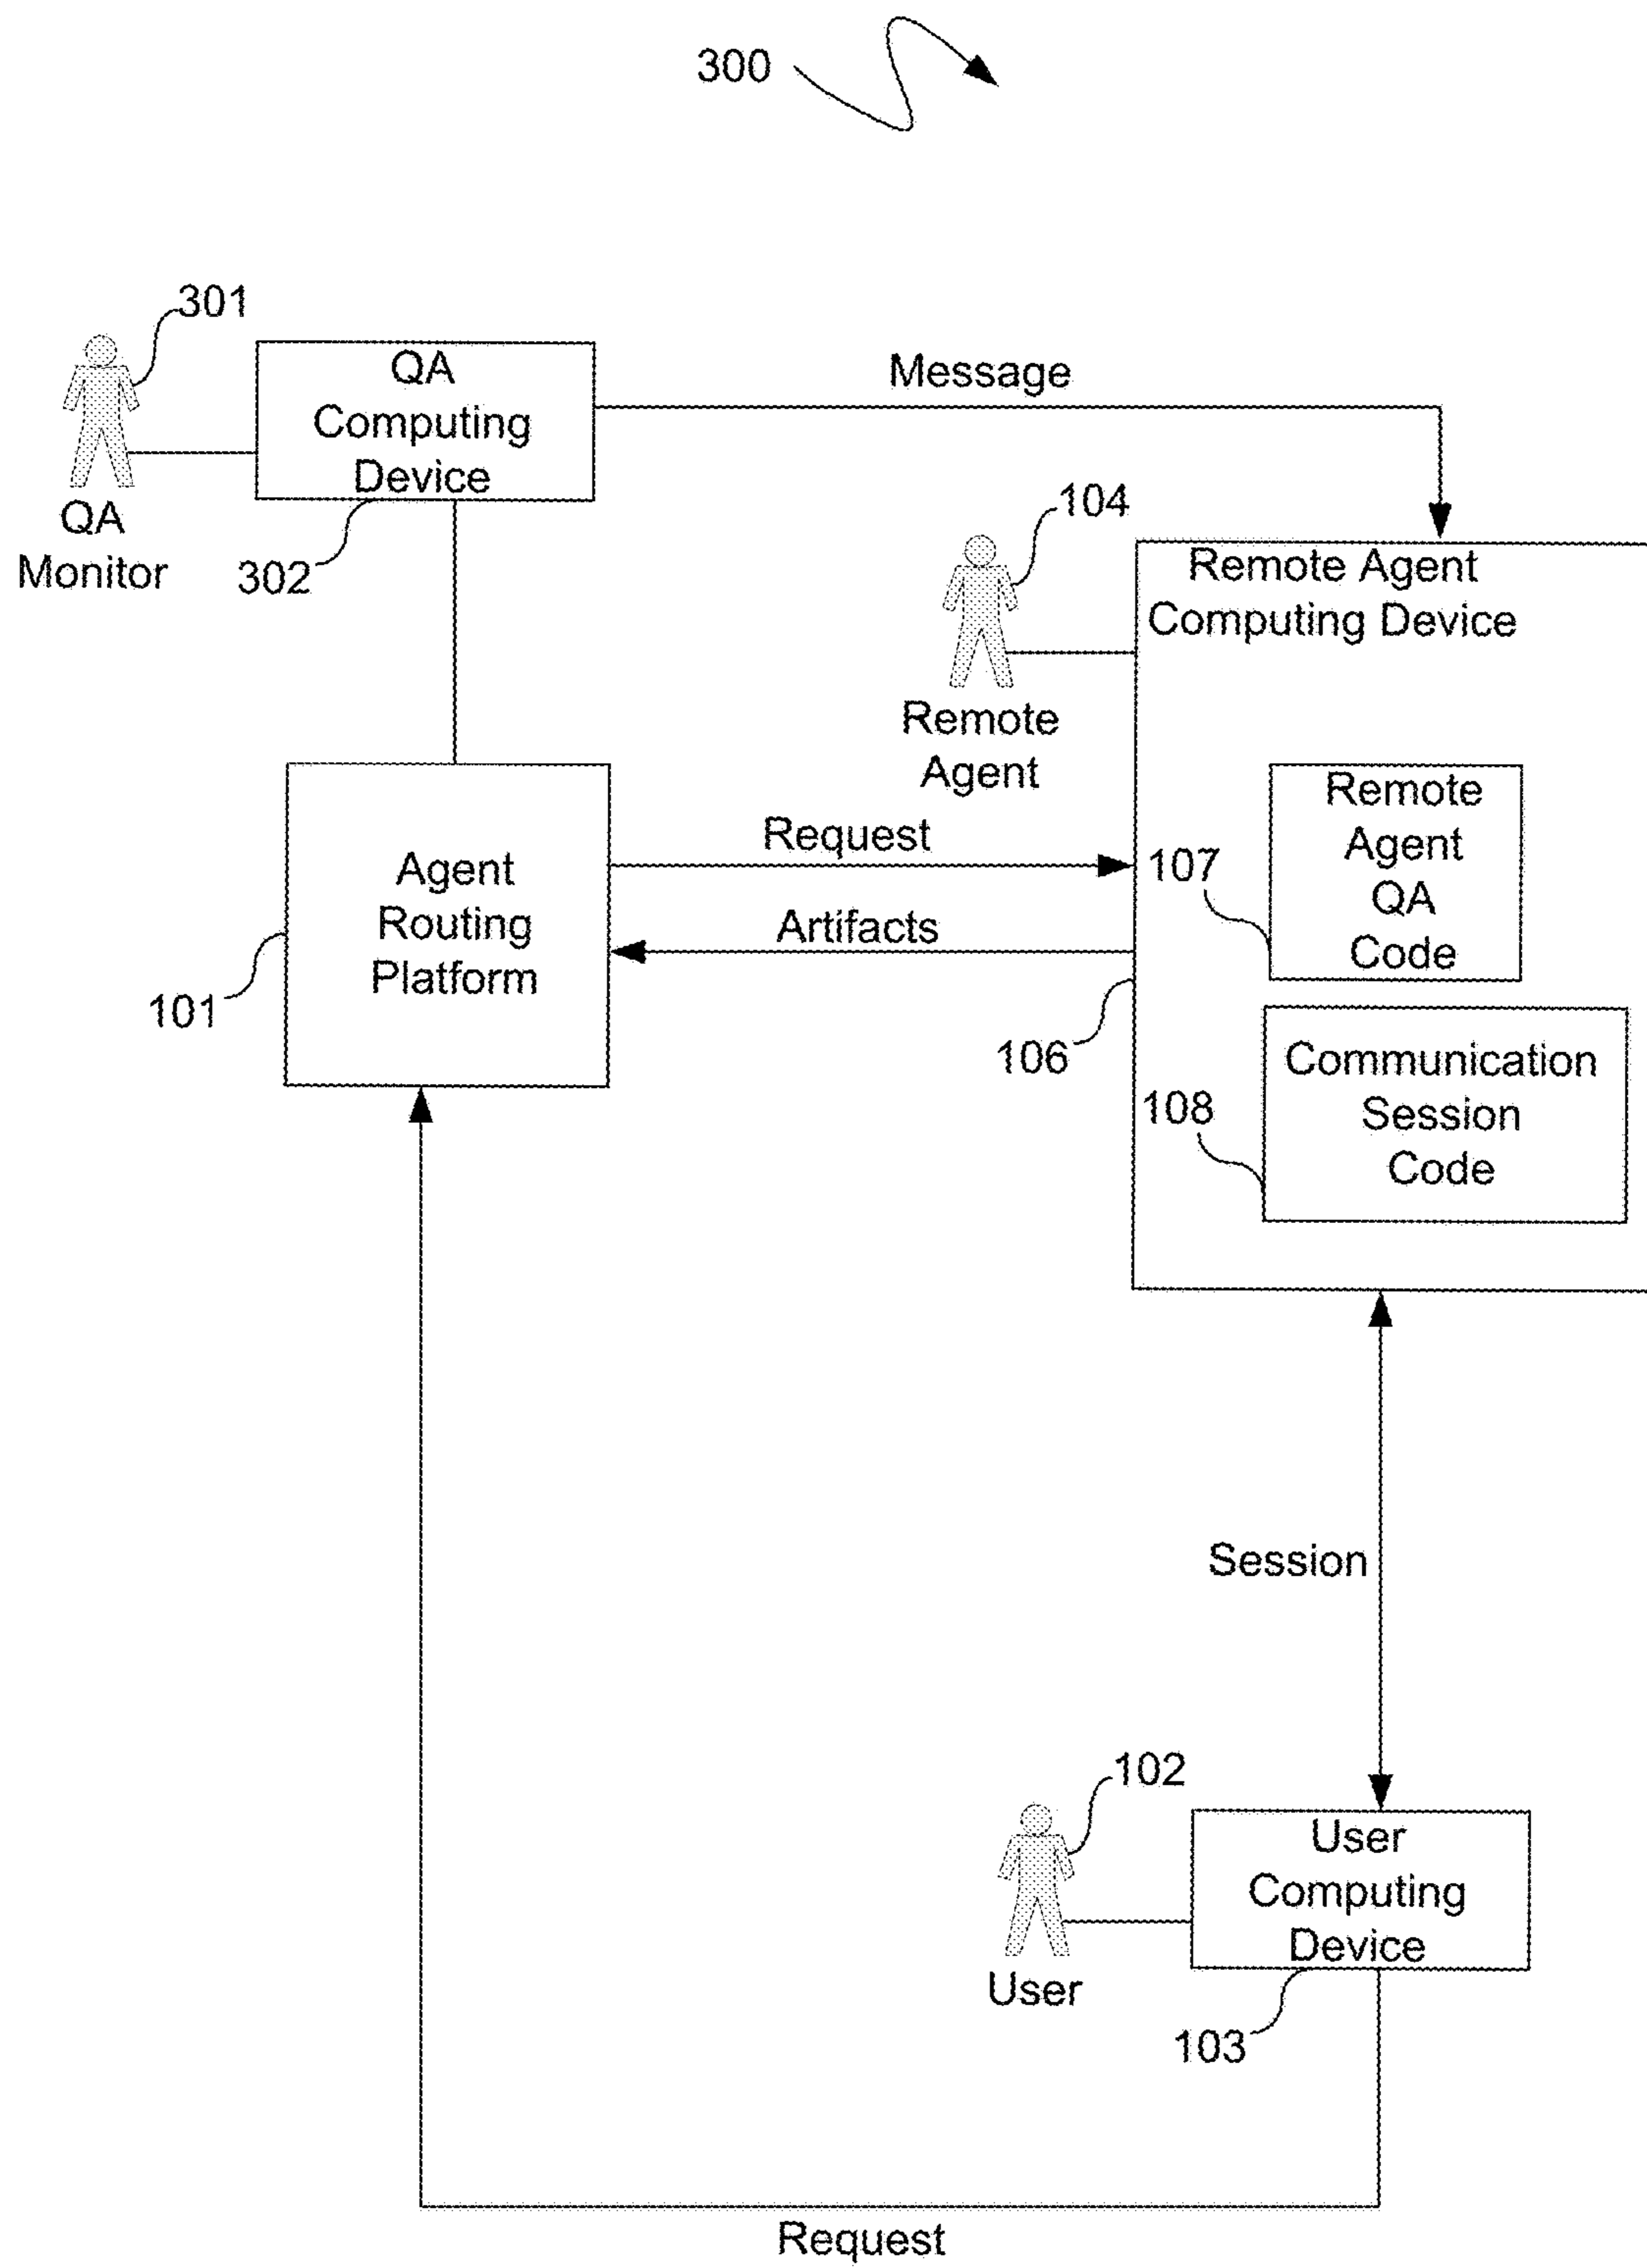 300
301
QA
Computing
Device
302
QA
Monitor
Message
104
Remote
Agent
Remote Agent
Computing Device
Remote
Agent
QA
Code
107
Request
Artifacts
Agent
Routing
Platform
101
106
Communication
Session
Code
108
Session
102
User
User
Computing
Device
103
Request